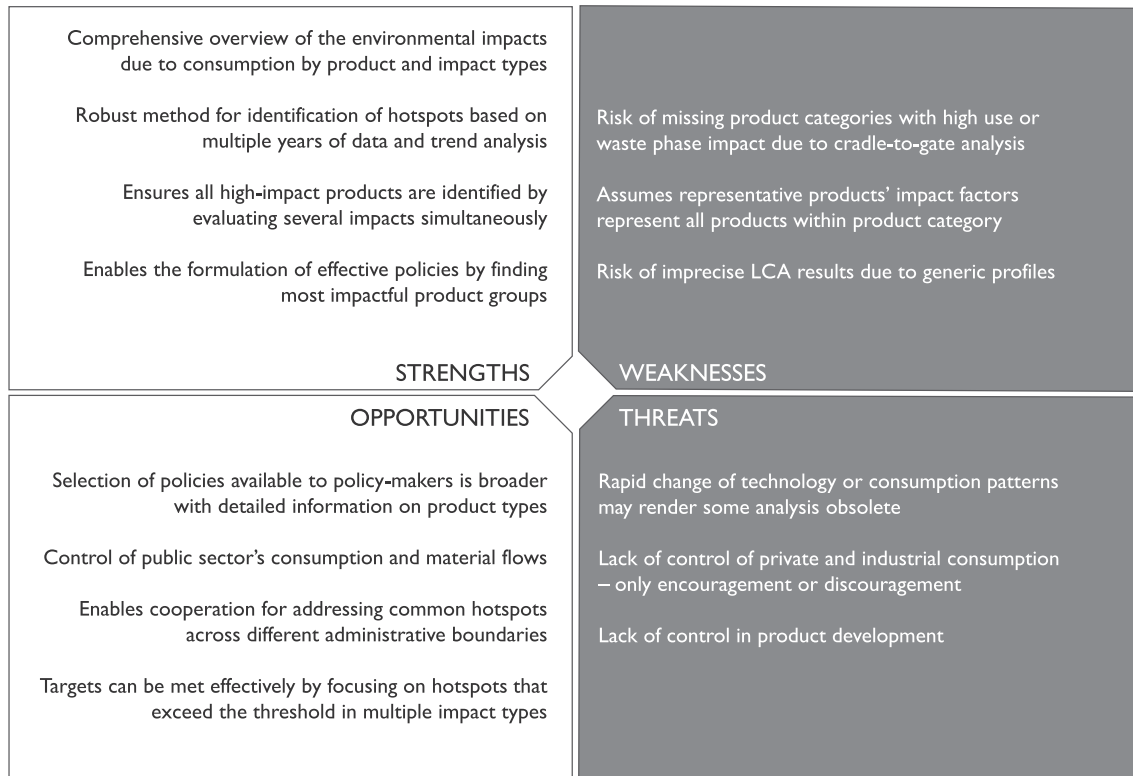 Comprehensive overview of the environmental impacts
due to consumption by product and impact types
Robust method for identification of hotspots based on
multiple years of data and trend analysis
Ensures all high-impact products are identified by
evaluating several impacts simultaneously
Enables the formulation of effective policies by finding
most impactful product groups
STRENGTHS
Risk of missing product categories with high use or
waste phase impact due to cradle-to-gate analysis
Assumes representative products’ impact factors
represent all products within product category
Risk of imprecise LCA results due to generic profiles
WEAKNESSES
OPPORTUNITIES
Selection of policies available to policy-makers is broader
with detailed information on product types
Control of public sector’s consumption and material flows
Enables cooperation for addressing common hotspots
across different administrative boundaries
Targets can be met effectively by focusing on hotspots that
exceed the threshold in multiple impact types
THREATS
Rapid change of technology or consumption patterns
may render some analysis obsolete
Lack of control of private and industrial consumption
– only encouragement or discouragement
Lack of control in product development